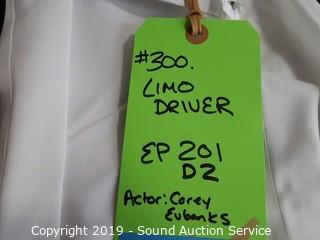 #300.
LIMO
DRIVER
EP 201
D2
Actor: Corey
Eubanks
Copyright 2019 - Sound Auction Service